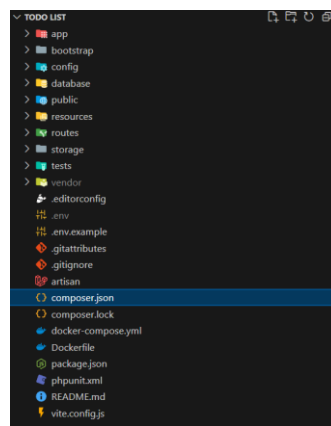 TODO LIST
app
bootstrap
config
database
public
resources
routes
storage
tests
vendor
.editorconfig
.env
.env.example
.gitattributes
.gitignore
artisan
composer.json
composer.lock
docker-compose.yml
Dockerfile
package.json
phpunit.xml
README.md
vite.config.js